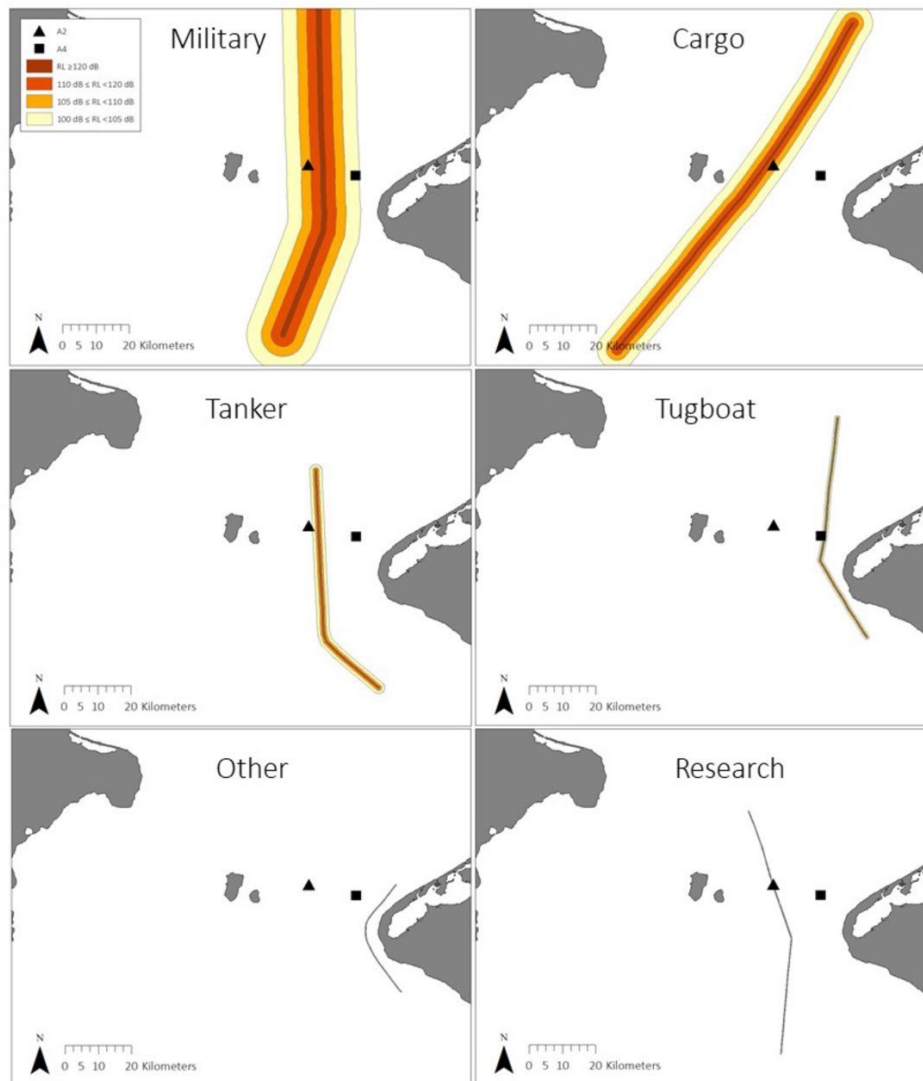 Military
A2
A4
RL ≥120 dB
110 dB ≤ RL <120 dB
105 dB ≤ RL <110 dB
100 dB ≤ RL <105 dB
N
0 5 10 20 Kilometers
Cargo
N
0 5 10 20 Kilometers
Tanker
N
0 5 10 20 Kilometers
Tugboat
N
0 5 10 20 Kilometers
Other
N
0 5 10 20 Kilometers
Research
N
0 5 10 20 Kilometers